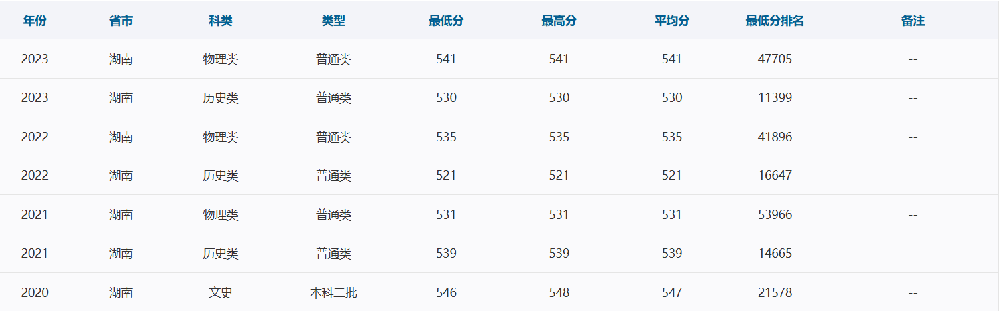 年份 省市 科类 类型 最低分 最高分 平均分 最低分排名 备注
2023 湖南 物理类 普通类 541 541 541 47705 --
2023 湖南 历史类 普通类 530 530 530 11399 --
2022 湖南 物理类 普通类 535 535 535 41896 --
2022 湖南 历史类 普通类 521 521 521 16647 --
2021 湖南 物理类 普通类 531 531 531 53966 --
2021 湖南 历史类 普通类 539 539 539 14665 --
2020 湖南 文史 本科二批 546 548 547 21578 --